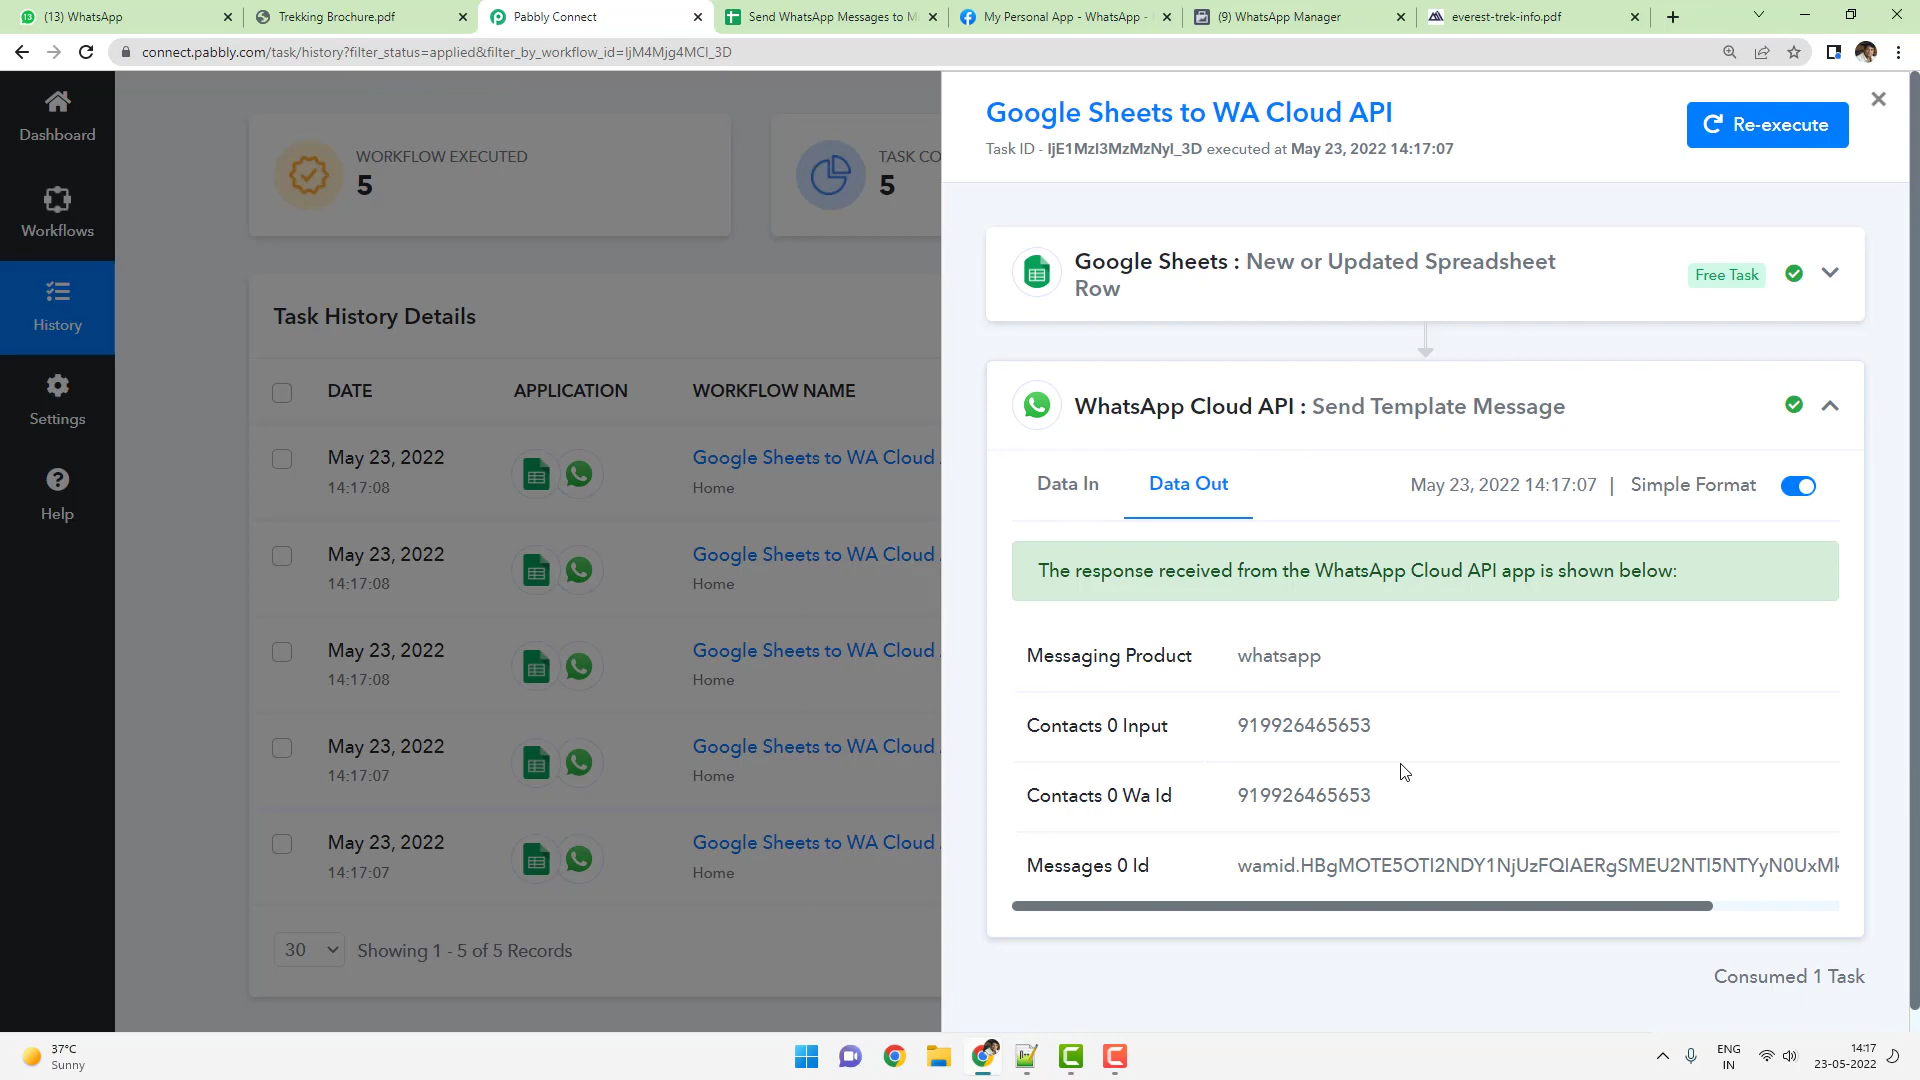 (13) WhatsApp
Trekking Brochure.pdf
Pabbly Connect
Send WhatsApp Messages to M
My Personal App - WhatsApp -
(9) WhatsApp Manager
everest-trek-info.pdf
connect.pabbly.com/task/history?filter_status=applied&filter_by_workflow_id=IjM4Mjg4MCI_3D
Dashboard
Workflows
History
Settings
Help
WORKFLOW EXECUTED
5
TASK CO
5
Task History Details
DATE APPLICATION WORKFLOW NAME
May 23, 2022 Google Sheets to WA Cloud
14:17:08 Home
May 23, 2022 Google Sheets to WA Cloud
14:17:08 Home
May 23, 2022 Google Sheets to WA Cloud
14:17:08 Home
May 23, 2022 Google Sheets to WA Cloud
14:17:07 Home
May 23, 2022 Google Sheets to WA Cloud
14:17:07 Home
30 Showing 1 - 5 of 5 Records
Google Sheets to WA Cloud API
Task ID - IjE1MzI3MzMzNyI_3D executed at May 23, 2022 14:17:07
Re-execute
Google Sheets : New or Updated Spreadsheet
Row
Free Task
WhatsApp Cloud API : Send Template Message
Data In Data Out May 23, 2022 14:17:07 | Simple Format
The response received from the WhatsApp Cloud API app is shown below:
Messaging Product whatsapp
Contacts 0 Input 919926465653
Contacts 0 Wa Id 919926465653
Messages 0 Id wamid.HBgMOTE5OTI2NDY1NjUzFQIAERgSMEU2NTI5NTYyN0UxMk
Consumed 1 Task
37°C
Sunny
ENG
IN
14:17
23-05-2022